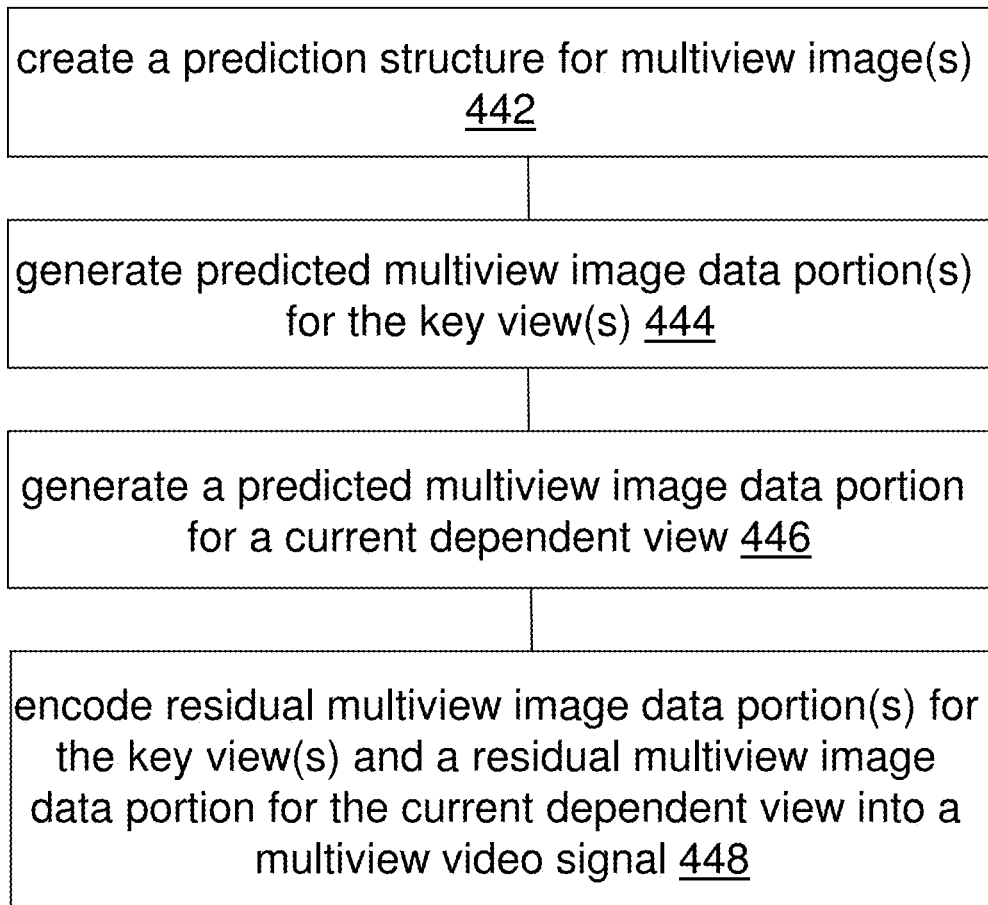 create a prediction structure for multiview image(s)
442
generate predicted multiview image data portion(s)
for the key view(s) 444
generate a predicted multiview image data portion
for a current dependent view 446
encode residual multiview image data portion(s) for
the key view(s) and a residual multiview image
data portion for the current dependent view into a
multiview video signal 448